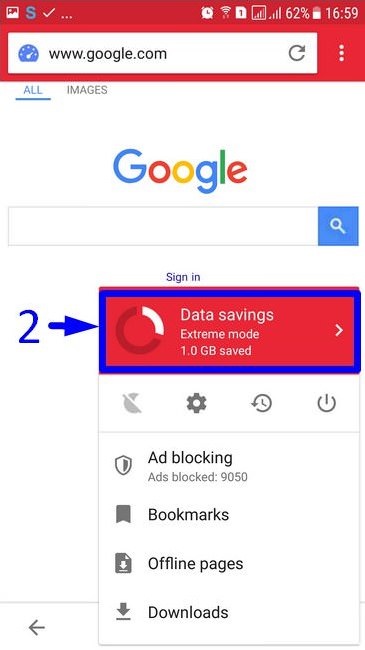 S ... 1 62% 16:59
www.google.com
ALL IMAGES
Google
Sign in
2
Data savings
Extreme mode
1.0 GB saved
Ad blocking
Ads blocked: 9050
Bookmarks
Offline pages
Downloads